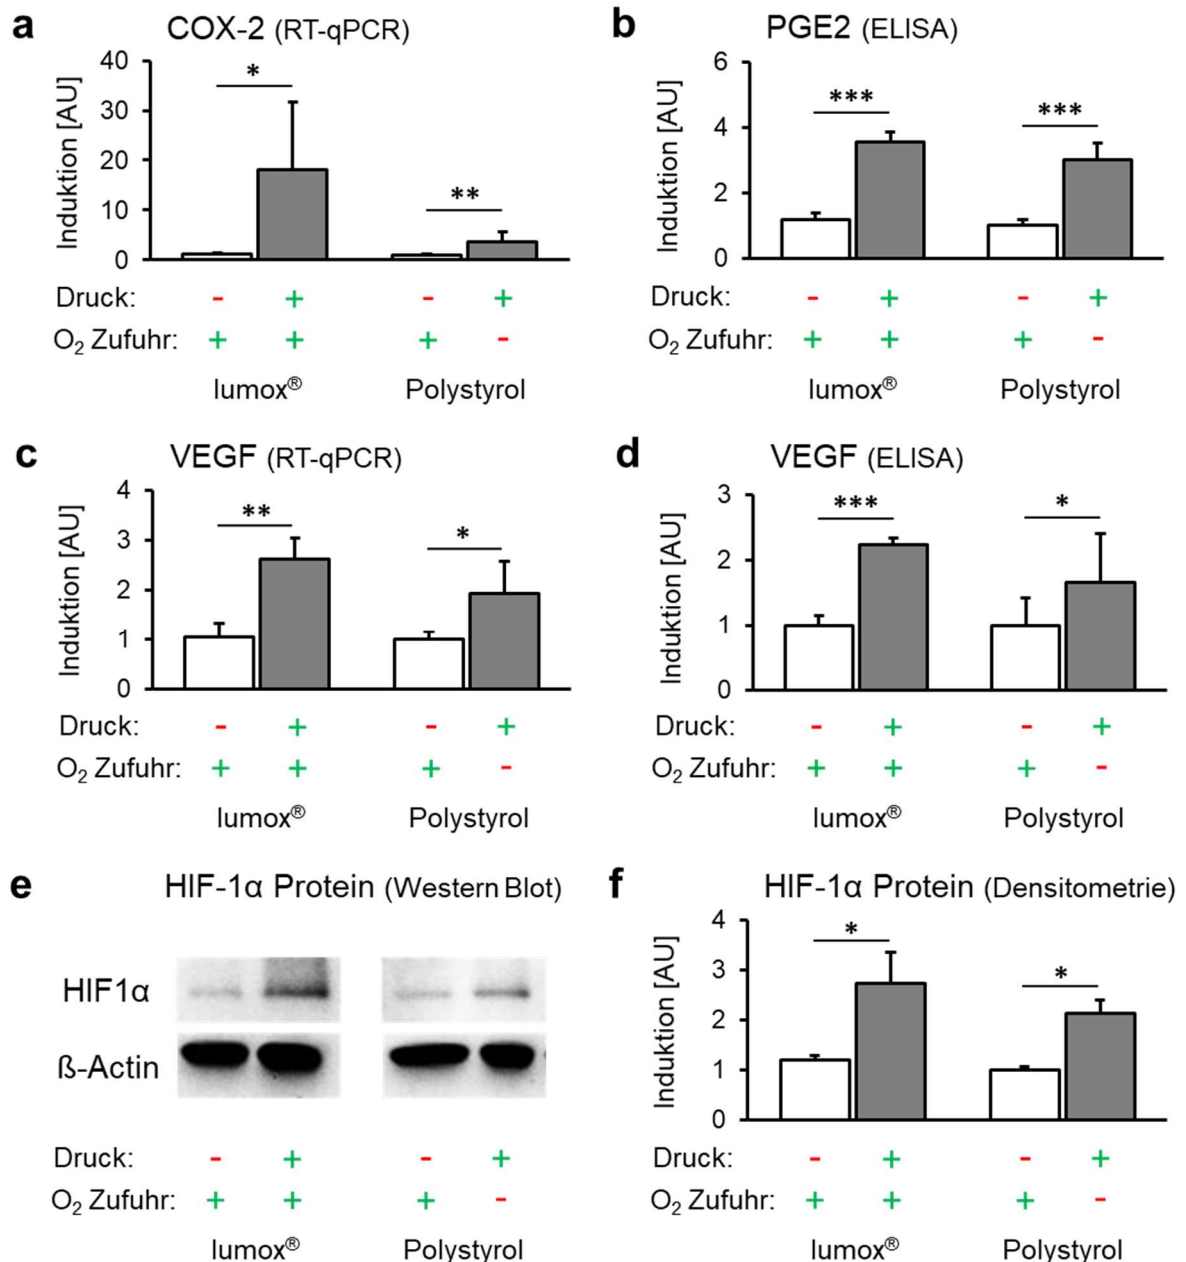 a COX-2 (RT-qPCR)
40
30
20
10
0
Induktion [AU]
*
**
Druck: - + - +
O₂ Zufuhr: + + + -
lumox® Polystyrol
b PGE2 (ELISA)
6
4
2
0
Induktion [AU]
***
***
Druck: - + - +
O₂ Zufuhr: + + + -
lumox® Polystyrol
c VEGF (RT-qPCR)
4
3
2
1
0
Induktion [AU]
**
*
Druck: - + - +
O₂ Zufuhr: + + + -
lumox® Polystyrol
d VEGF (ELISA)
3
2
1
0
Induktion [AU]
***
*
Druck: - + - +
O₂ Zufuhr: + + + -
lumox® Polystyrol
e HIF-1α Protein (Western Blot)
HIF1α
ß-Actin
Druck: - + - +
O₂ Zufuhr: + + + -
lumox® Polystyrol
f HIF-1α Protein (Densitometrie)
4
3
2
1
0
Induktion [AU]
*
*
Druck: - + - +
O₂ Zufuhr: + + + -
lumox® Polystyrol